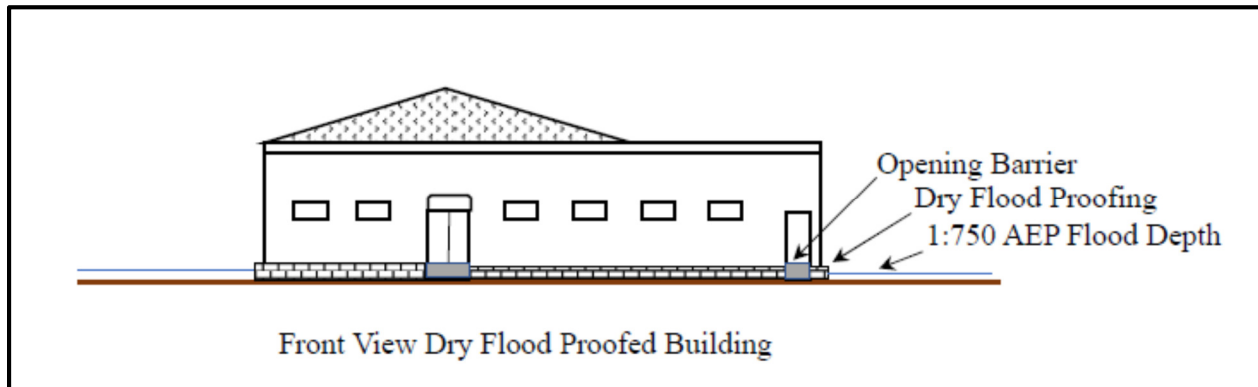 Opening Barrier
Dry Flood Proofing
1:750 AEP Flood Depth
Front View Dry Flood Proofed Building